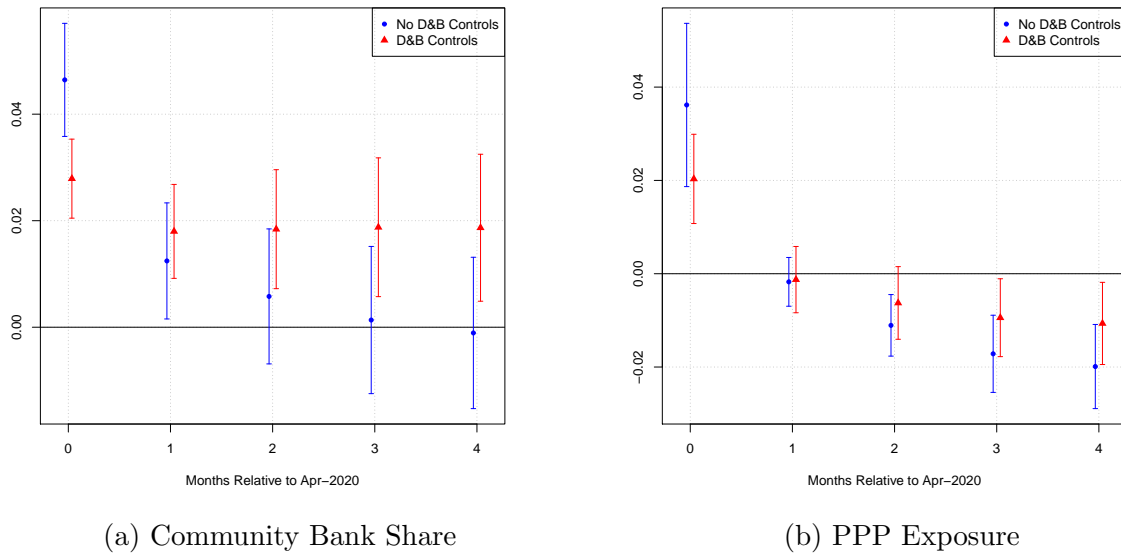 No D&B Controls
D&B Controls
0.04
0.02
0.00
0
1
2
3
4
Months Relative to Apr−2020
(a) Community Bank Share
No D&B Controls
D&B Controls
0.04
0.02
0.00
−0.02
0
1
2
3
4
Months Relative to Apr−2020
(b) PPP Exposure